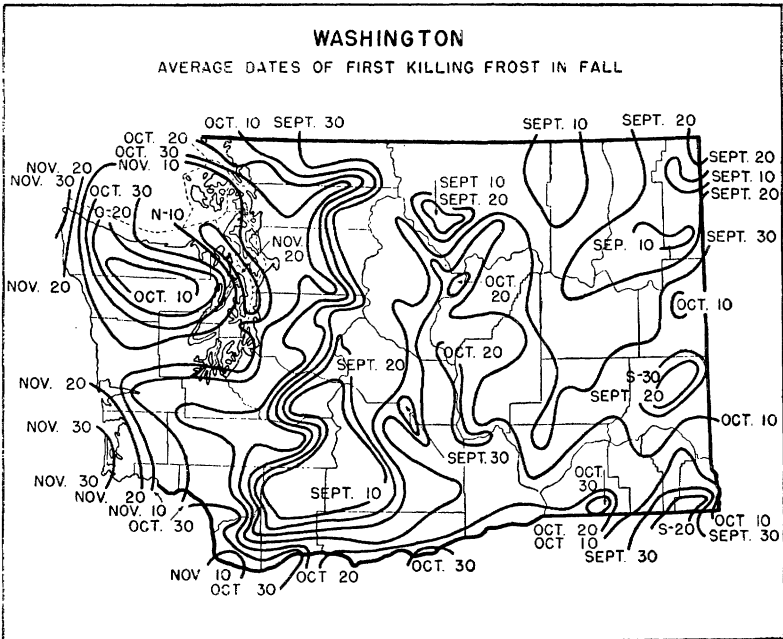 WASHINGTON
AVERAGE DATES OF FIRST KILLING FROST IN FALL
OCT. 10 SEPT. 30
SEPT. 10 SEPT. 20
OCT. 20
OCT. 30
NOV. 10
SEPT. 20
SEPT. 10
SEPT. 20
NOV. 20
NOV. 30
OCT. 30
O-20 N-10
SEPT 10
SEPT. 20
SEP. 10
SEPT. 30
NOV. 20
NOV. 20
OCT. 10
OCT. 20
OCT. 10
SEPT. 20
OCT. 20
S-30
SEPT. 20
NOV. 20
NOV. 30
OCT. 10
SEPT. 30
NOV. 30
NOV. 20
NOV. 10
OCT. 30
SEPT. 10
OCT. 30
OCT. 20
OCT. 10
SEPT. 30
S-20
OCT 10
SEPT. 30
NOV 10
OCT 30
OCT 20
OCT. 30